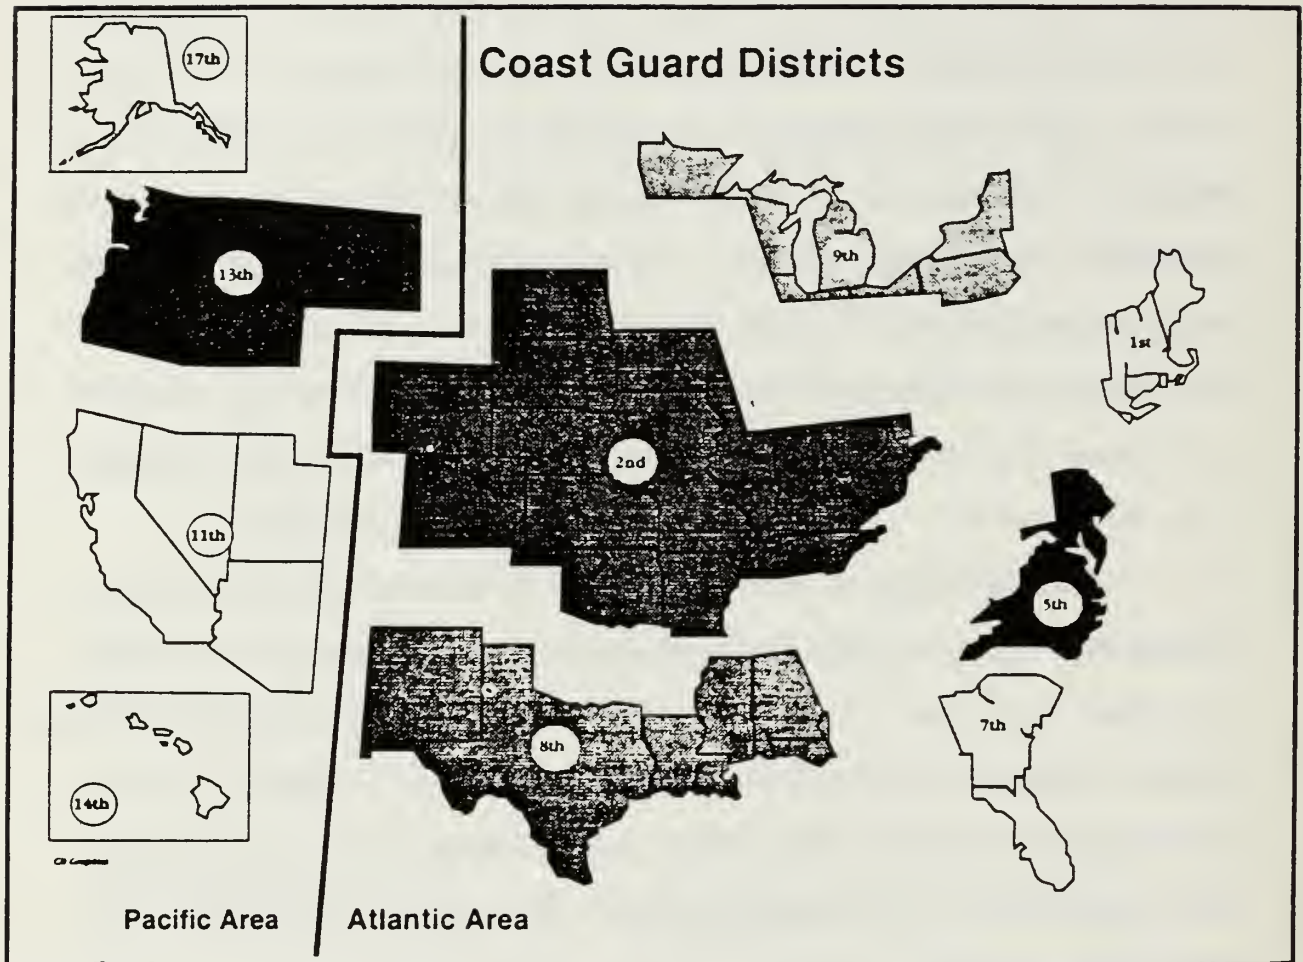 Coast Guard Districts
17th
13th
9th
1st
2nd
11th
5th
7th
8th
14th
Pacific Area
Atlantic Area